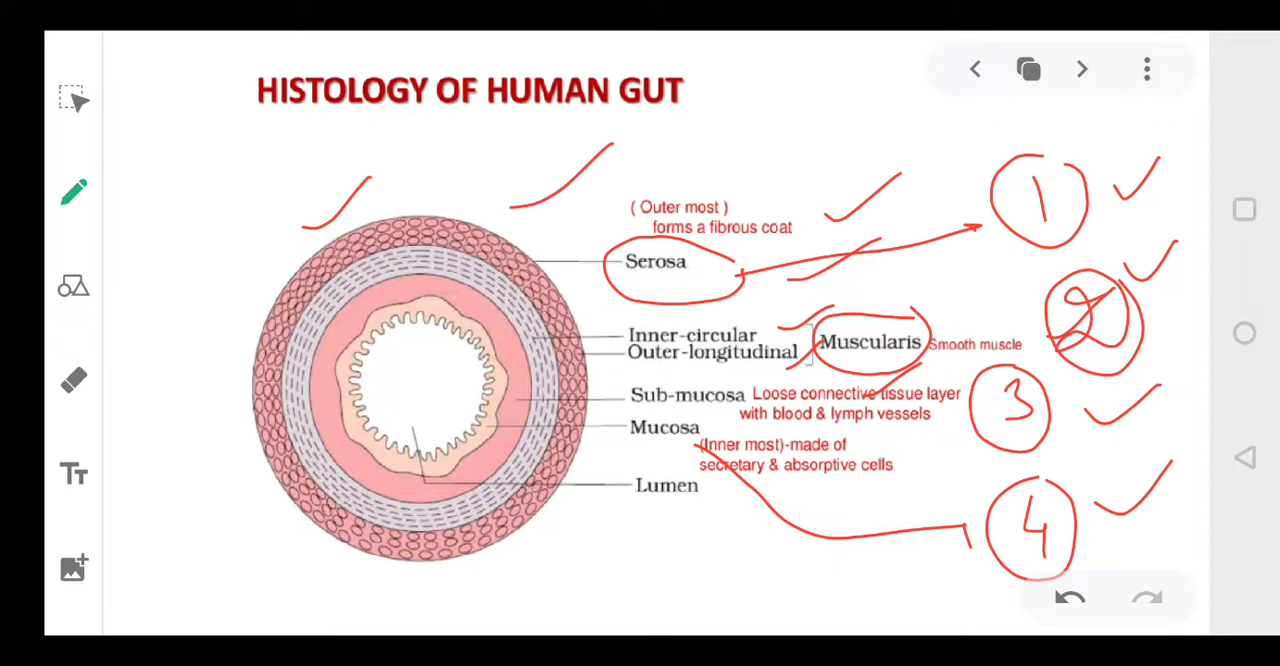 HISTOLOGY OF HUMAN GUT
1
( Outer most )
forms a fibrous coat
Serosa
2
Inner-circular
Outer-longitudinal
Muscularis Smooth muscle
3
Sub-mucosa Loose connective tissue layer
with blood & lymph vessels
Mucosa
(Inner most)-made of
secretary & absorptive cells
Lumen
4
Tт